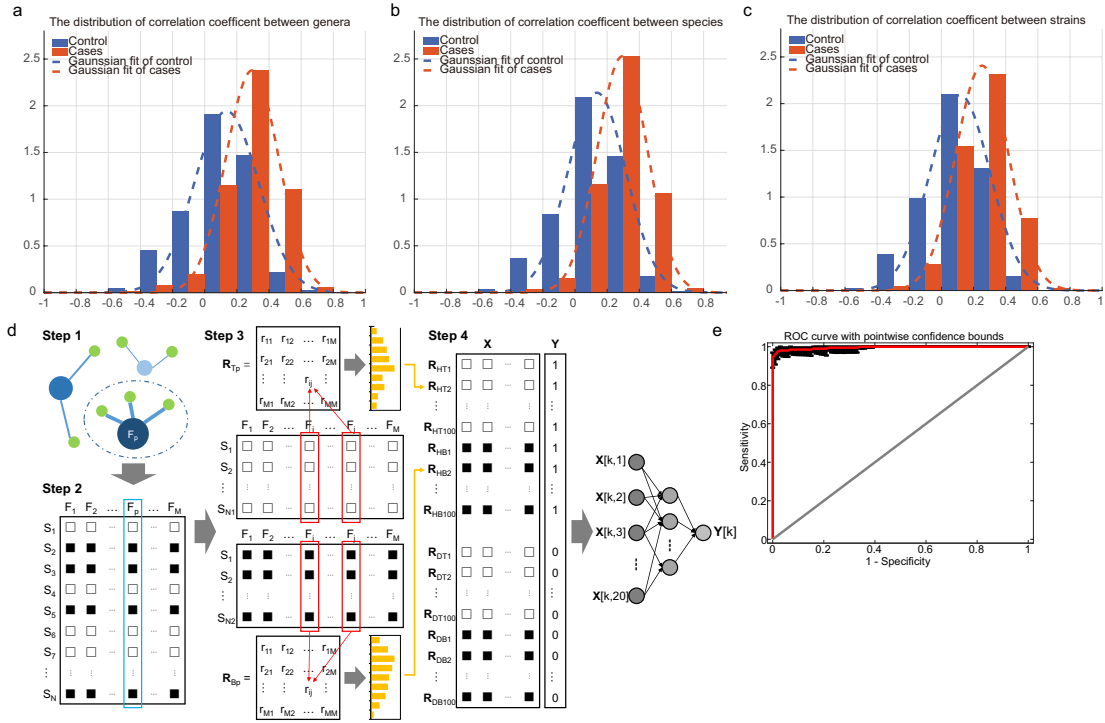 a
The distribution of correlation coefficent between genera
Control
Cases
Gaunssian fit of control
Gaussian fit of cases
2.5
2
1.5
1
0.5
0
-1 -0.8 -0.6 -0.4 -0.2 0 0.2 0.4 0.6 0.8 1
b
The distribution of correlation coefficent between species
Control
Cases
Gaunssian fit of control
Gaussian fit of cases
2.5
2
1.5
1
0.5
0
-1 -0.8 -0.6 -0.4 -0.2 0 0.2 0.4 0.6 0.8
c
The distribution of correlation coefficent between strains
Control
Cases
Gaunssian fit of control
Gaussian fit of cases
2.5
2
1.5
1
0.5
0
-1 -0.8 -0.6 -0.4 -0.2 0 0.2 0.4 0.6 0.8 1
d
Step 1
Fp
Step 2
F1 F2 ... Fp ... FM
S1
S2
S3
S4
S5
S6
S7
SN
Step 3
RTp =
r11 r12 ... r1M
r21 r22 ... r2M
rij
rM1 rM2 ... rMM
F1 F2 ... Fi ... Fj ... FM
S1
S2
SN1
F1 F2 ... Fi ... Fj ... FM
S1
S2
SN2
RBp =
r11 r12 ... r1M
r21 r22 ... r2M
rij
rM1 rM2 ... rMM
Step 4
X Y
RHT1 1
RHT2 1
RHT100 1
RHB1 1
RHB2 1
RHB100 1
RDT1 0
RDT2 0
RDT100 0
RDB1 0
RDB2 0
RDB100 0
X[k,1]
X[k,2]
X[k,3]
X[k,20]
Y[k]
e
ROC curve with pointwise confidence bounds
1
0.8
0.6
0.4
0.2
0
Sensitivity
0 0.2 0.4 0.6 0.8 1
1 - Specificity